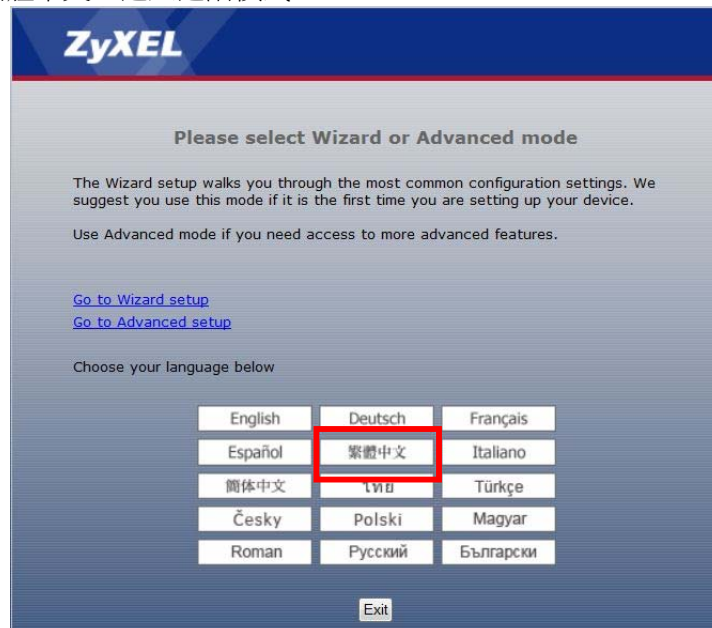 ZyXEL
Please select Wizard or Advanced mode
The Wizard setup walks you through the most common configuration settings. We
suggest you use this mode if it is the first time you are setting up your device.
Use Advanced mode if you need access to more advanced features.
Go to Wizard setup
Go to Advanced setup
Choose your language below
English Deutsch Français
Español 繁體中文 Italiano
簡体中文 ไทย Türkçe
Česky Polski Magyar
Roman Русский Български
Exit